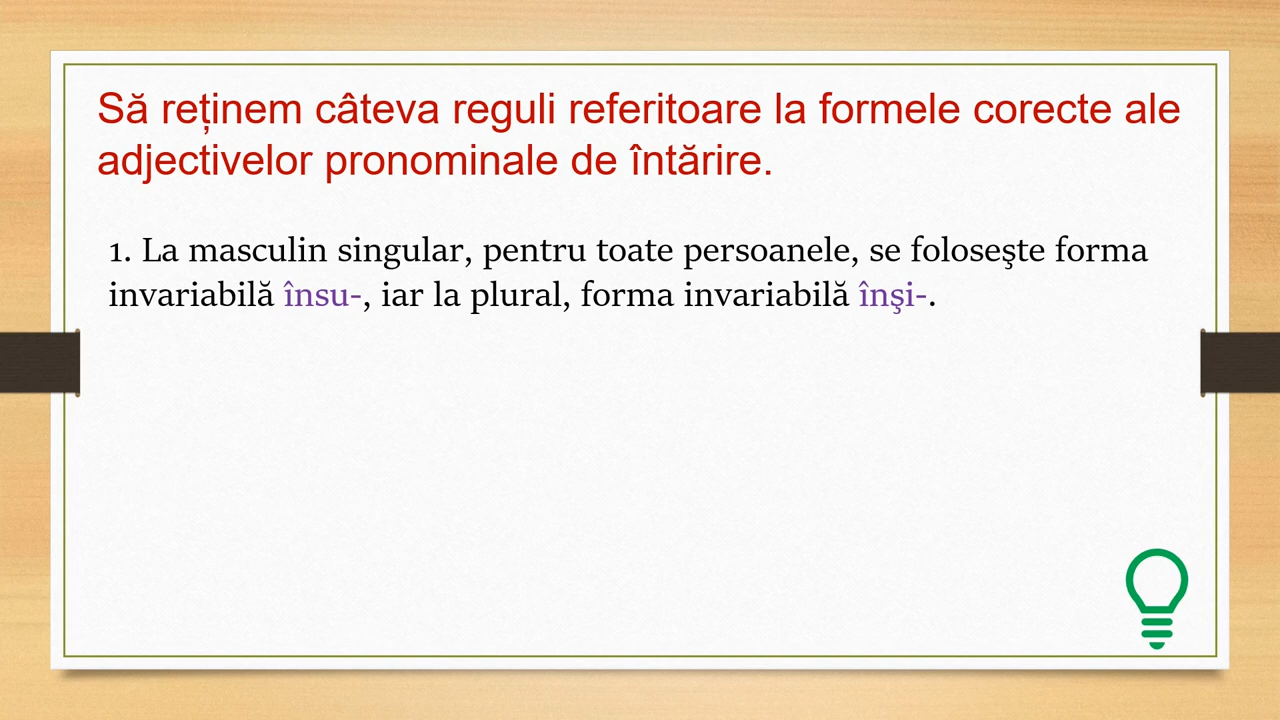 Să reținem câteva reguli referitoare la formele corecte ale
adjectivelor pronominale de întărire.
1. La masculin singular, pentru toate persoanele, se foloseşte forma
invariabilă însu-, iar la plural, forma invariabilă înşi-.